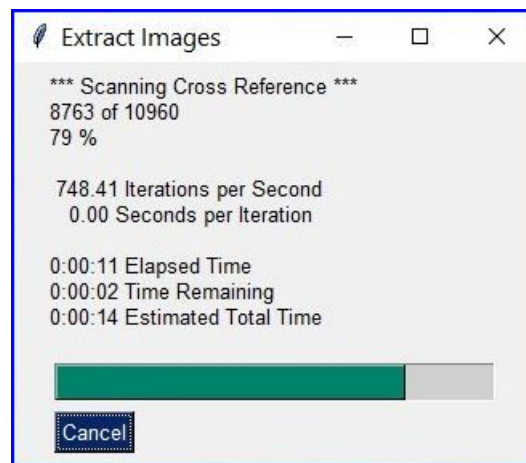 Extract Images
*** Scanning Cross Reference ***
8763 of 10960
79 %
748.41 Iterations per Second
0.00 Seconds per Iteration
0:00:11 Elapsed Time
0:00:02 Time Remaining
0:00:14 Estimated Total Time
Cancel